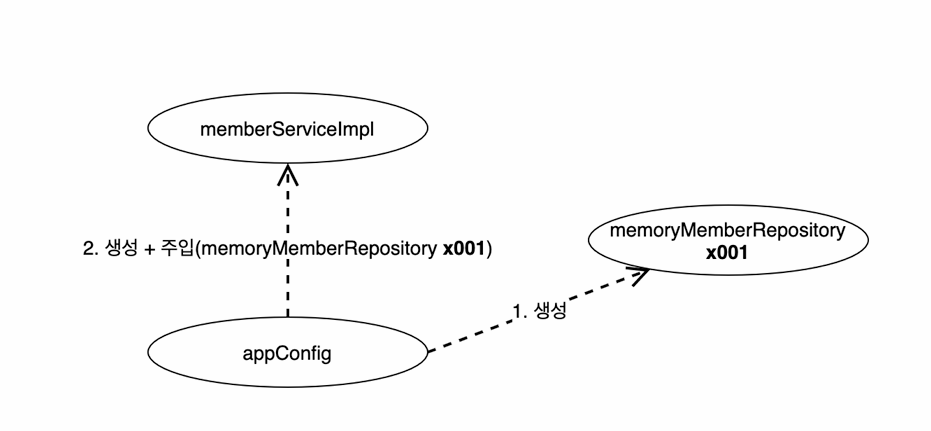 memberServiceImpl
memoryMemberRepository
x001
2. 생성 + 주입(memoryMemberRepository x001)
1. 생성
appConfig